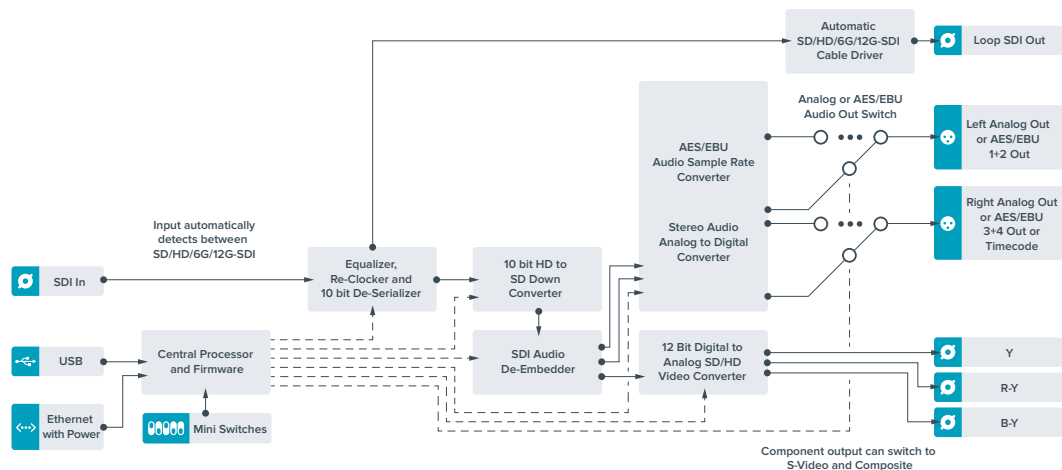 Automatic
SD/HD/6G/12G-SDI
Cable Driver
Loop SDI Out
Analog or AES/EBU
Audio Out Switch
Left Analog Out
or AES/EBU
1+2 Out
AES/EBU
Audio Sample Rate
Converter
Right Analog Out
or AES/EBU
3+4 Out or
Timecode
Stereo Audio
Analog to Digital
Converter
Input automatically
detects between
SD/HD/6G/12G-SDI
SDI In
Equalizer,
Re-Clocker and
10 bit De-Serializer
10 bit HD to
SD Down
Converter
USB
Central Processor
and Firmware
SDI Audio
De-Embedder
12 Bit Digital to
Analog SD/HD
Video Converter
Y
R-Y
B-Y
Ethernet
with Power
Mini Switches
Component output can switch to
S-Video and Composite